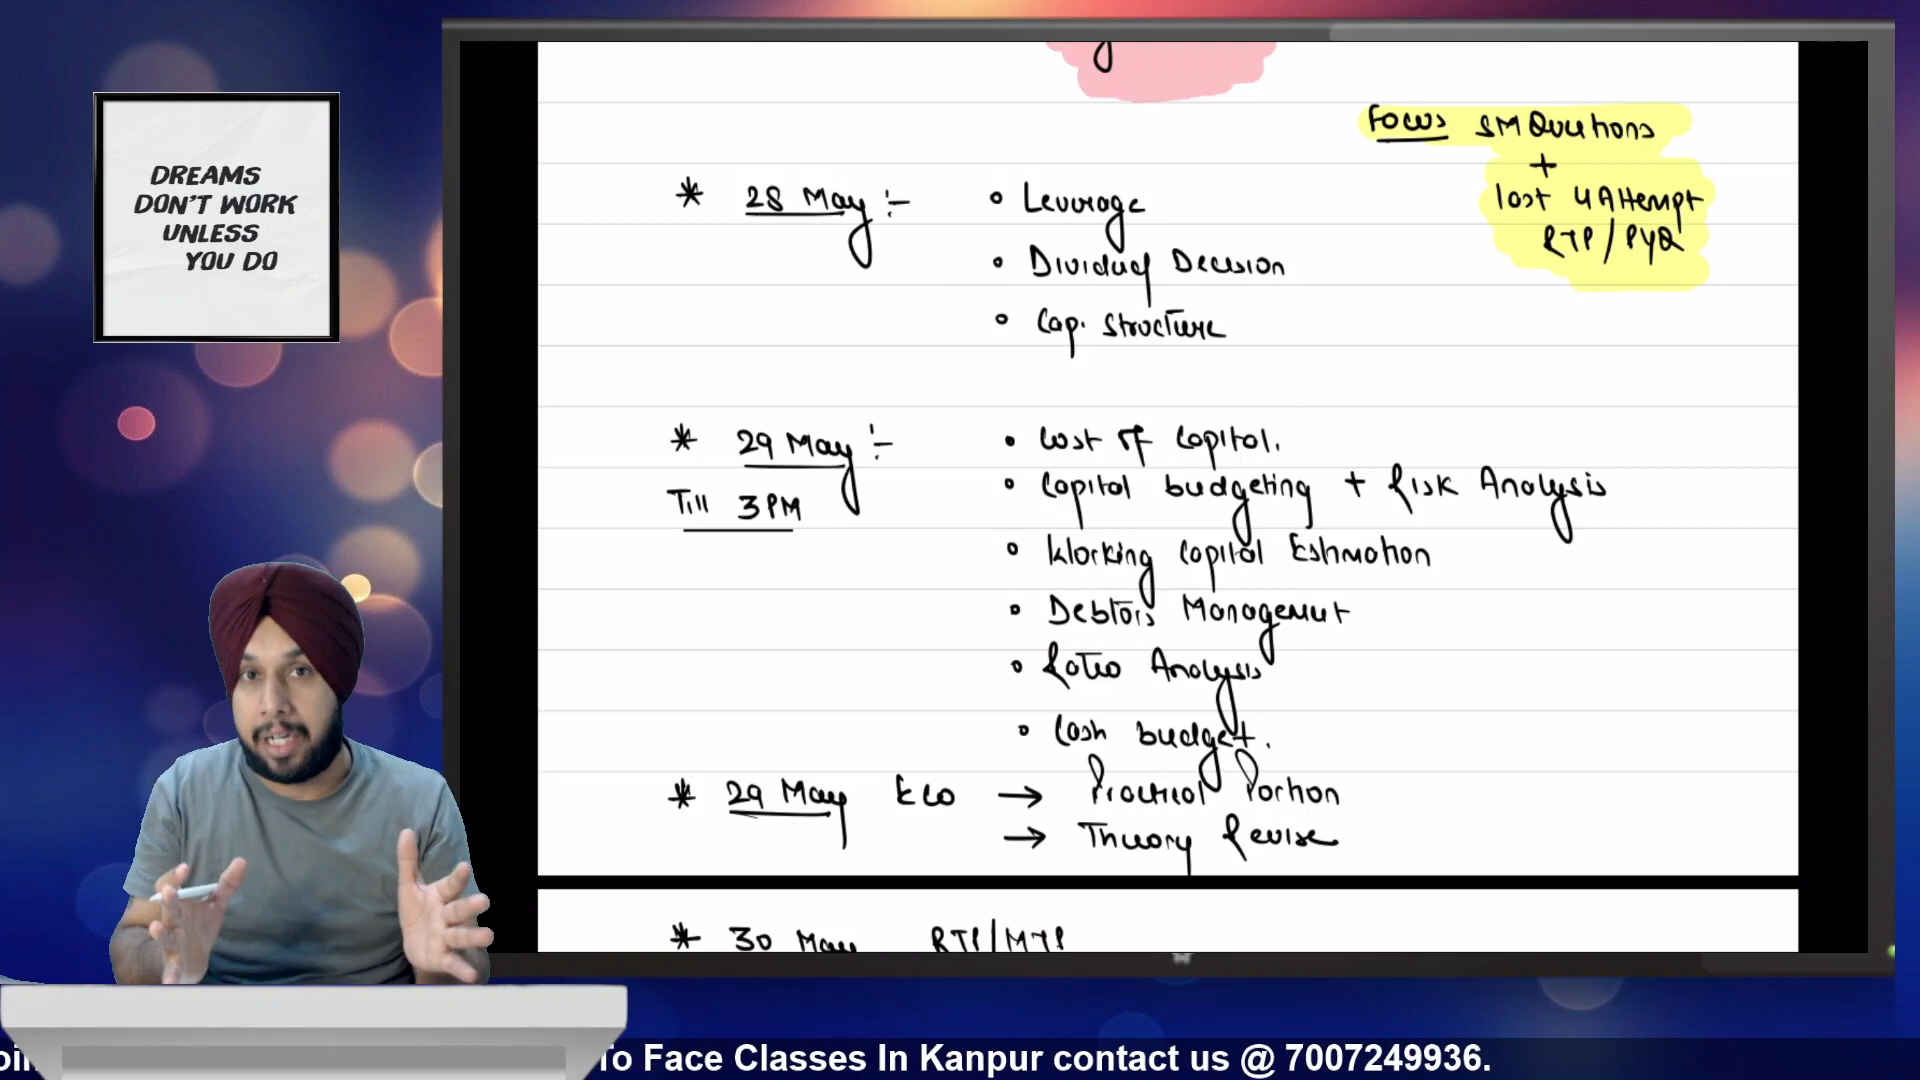 DREAMS
DON'T WORK
UNLESS
YOU DO
Focus SM Questions
+
last 4 Attempt
RTP/PYQ
* 28 May :-
• Leverage
• Dividend Decision
• Cap. Structure
* 29 May :-
Till 3PM
• Cost of Capital.
• Capital budgeting + Risk Analysis
• Working Capital Estimation
• Debtors Management
• Ratio Analysis
• Cash budget.
* 29 May Eco → Practical Portion
→ Theory Revise
* 30 May RTP/MTP
To Face Classes In Kanpur contact us @ 7007249936.